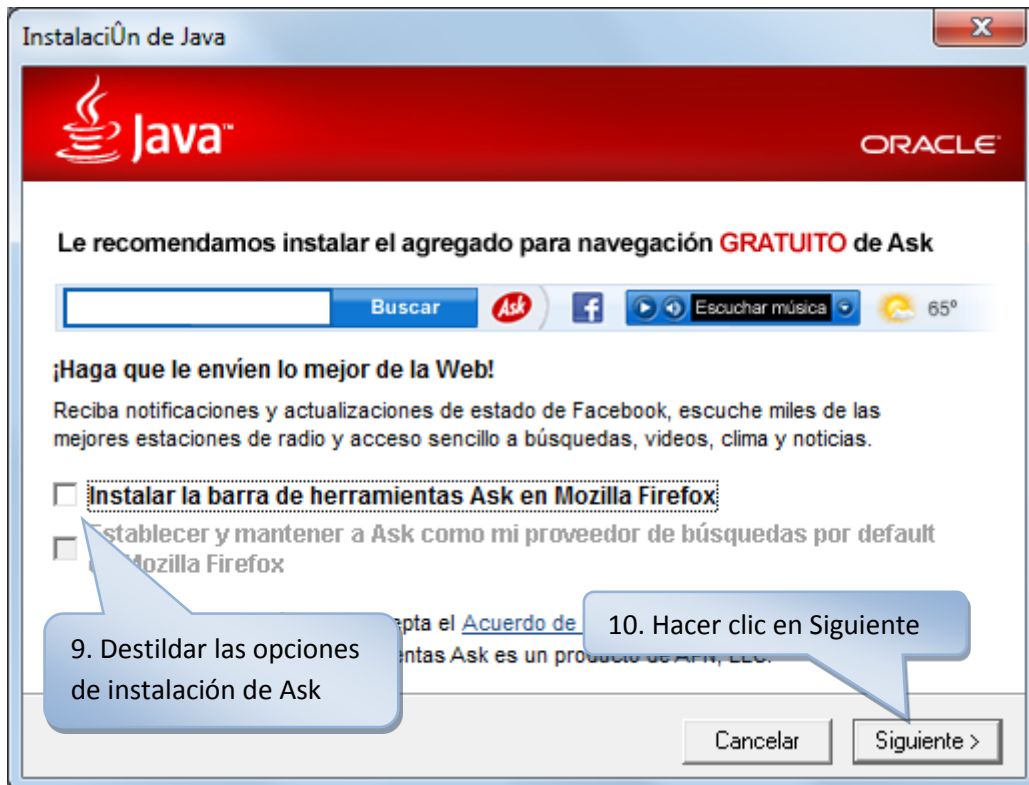 InstalaciÛn de Java
Java™
ORACLE
Le recomendamos instalar el agregado para navegación GRATUITO de Ask
Buscar Ask Escuchar música 65°
¡Haga que le envíen lo mejor de la Web!
Reciba notificaciones y actualizaciones de estado de Facebook, escuche miles de las
mejores estaciones de radio y acceso sencillo a búsquedas, videos, clima y noticias.
Instalar la barra de herramientas Ask en Mozilla Firefox
Establecer y mantener a Ask como mi proveedor de búsquedas por default
Mozilla Firefox
el Acuerdo de
Ask es un producto de APN, LLC.
9. Destildar las opciones
de instalación de Ask
10. Hacer clic en Siguiente
Cancelar
Siguiente >